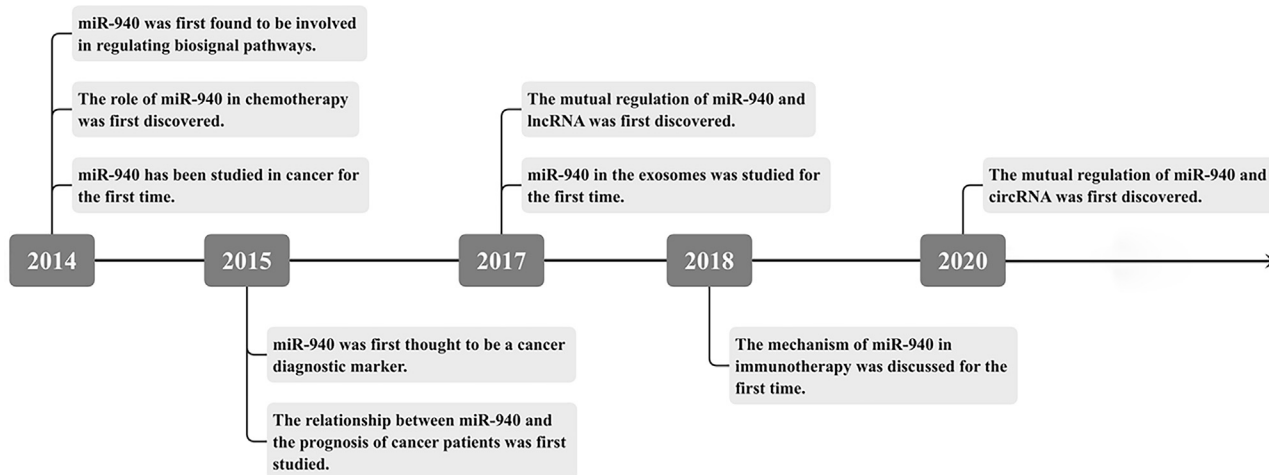 miR-940 was first found to be involved
in regulating biosignal pathways.
The role of miR-940 in chemotherapy
was first discovered.
miR-940 has been studied in cancer for
the first time.
The mutual regulation of miR-940 and
lncRNA was first discovered.
miR-940 in the exosomes was studied for
the first time.
The mutual regulation of miR-940 and
circRNA was first discovered.
2014
2015
2017
2018
2020
miR-940 was first thought to be a cancer
diagnostic marker.
The relationship between miR-940 and
the prognosis of cancer patients was first
studied.
The mechanism of miR-940 in
immunotherapy was discussed for the
first time.